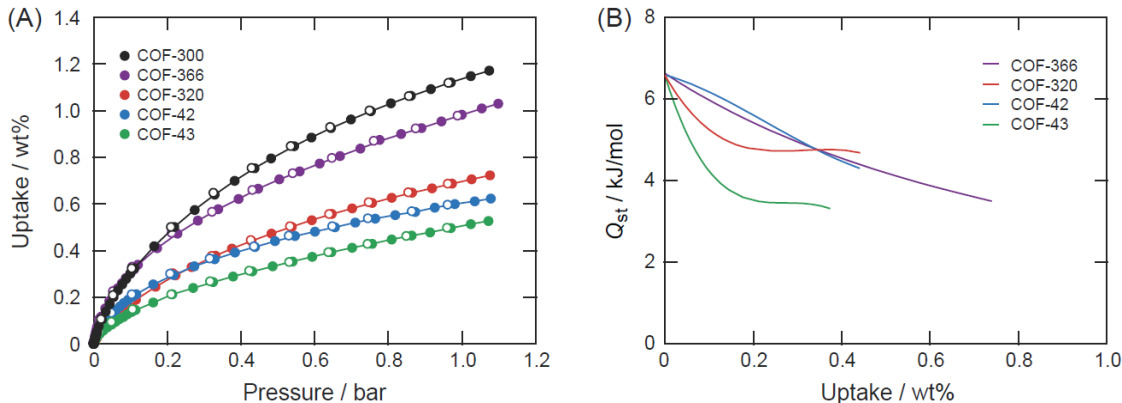 (A)
1.4
1.2
1.0
0.8
0.6
0.4
0.2
0
Uptake / wt%
COF-300
COF-366
COF-320
COF-42
COF-43
0 0.2 0.4 0.6 0.8 1.0 1.2
Pressure / bar
(B)
8
6
4
2
0
Qst / kJ/mol
COF-366
COF-320
COF-42
COF-43
0 0.2 0.4 0.6 0.8 1.0
Uptake / wt%